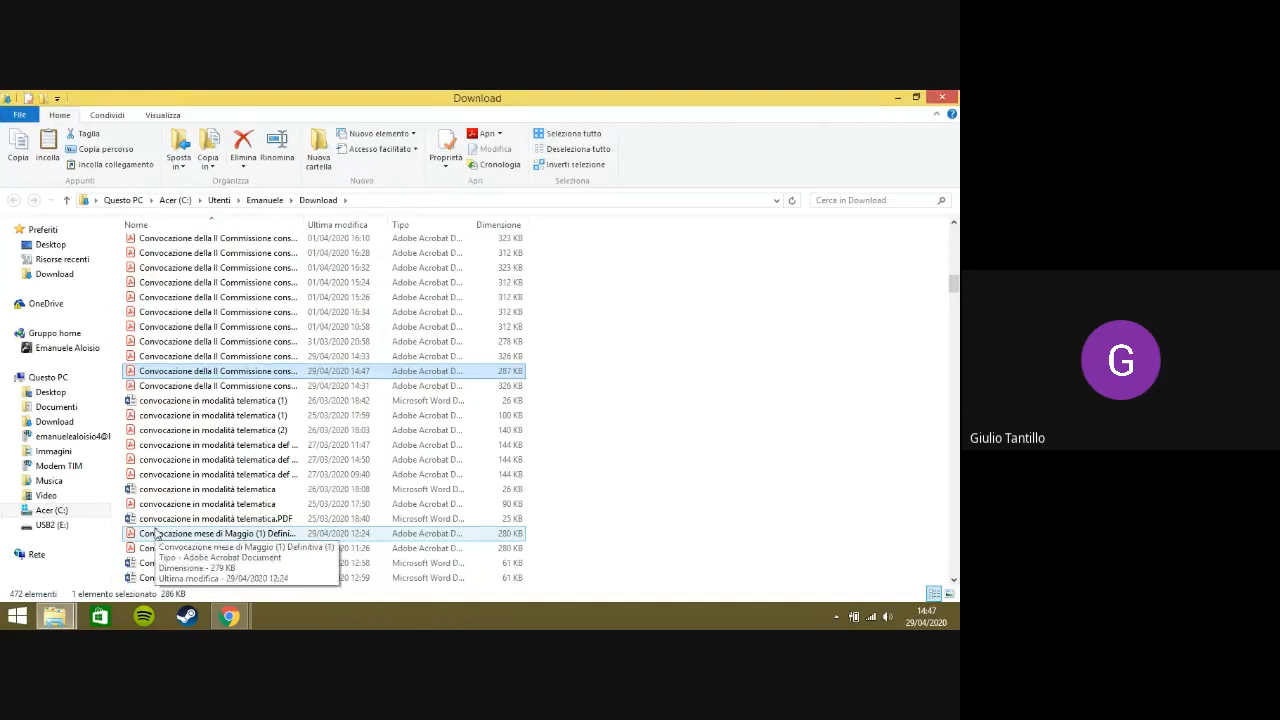 Download
File Home Condividi Visualizza
Copia
Incolla
Taglia
Copia percorso
Incolla collegamento
Appunti
Sposta in
Copia in
Elimina
Rinomina
Organizza
Nuova cartella
Nuovo elemento
Accesso facilitato
Nuovo
Proprietà
Apri
Modifica
Cronologia
Apri
Seleziona tutto
Deseleziona tutto
Inverti selezione
Seleziona
Questo PC Acer (C:) Utenti Emanuele Download
Cerca in Download
Preferiti
Desktop
Risorse recenti
Download
OneDrive
Gruppo home
Emanuele Aloisio
Questo PC
Desktop
Documenti
Download
emanuelealoisio4@l
Immagini
Modem TIM
Musica
Video
Acer (C:)
USB2 (E:)
Rete
Nome Ultima modifica Tipo Dimensione
Convocazione della II Commissione cons... 01/04/2020 16:10 Adobe Acrobat D... 323 KB
Convocazione della II Commissione cons... 01/04/2020 16:28 Adobe Acrobat D... 312 KB
Convocazione della II Commissione cons... 01/04/2020 16:32 Adobe Acrobat D... 323 KB
Convocazione della II Commissione cons... 01/04/2020 15:24 Adobe Acrobat D... 312 KB
Convocazione della II Commissione cons... 01/04/2020 15:26 Adobe Acrobat D... 312 KB
Convocazione della II Commissione cons... 01/04/2020 16:34 Adobe Acrobat D... 312 KB
Convocazione della II Commissione cons... 01/04/2020 10:58 Adobe Acrobat D... 312 KB
Convocazione della II Commissione cons... 31/03/2020 20:58 Adobe Acrobat D... 278 KB
Convocazione della II Commissione cons... 29/04/2020 14:33 Adobe Acrobat D... 326 KB
Convocazione della II Commissione cons... 29/04/2020 14:47 Adobe Acrobat D... 287 KB
Convocazione della II Commissione cons... 29/04/2020 14:31 Adobe Acrobat D... 326 KB
convocazione in modalità telematica (1) 26/03/2020 18:42 Microsoft Word D... 26 KB
convocazione in modalità telematica (1) 25/03/2020 17:59 Adobe Acrobat D... 100 KB
convocazione in modalità telematica (2) 26/03/2020 18:03 Adobe Acrobat D... 140 KB
convocazione in modalità telematica def ... 27/03/2020 11:47 Adobe Acrobat D... 144 KB
convocazione in modalità telematica def ... 27/03/2020 14:50 Adobe Acrobat D... 144 KB
convocazione in modalità telematica def ... 27/03/2020 09:40 Adobe Acrobat D... 144 KB
convocazione in modalità telematica 26/03/2020 18:08 Microsoft Word D... 26 KB
convocazione in modalità telematica 25/03/2020 17:50 Adobe Acrobat D... 90 KB
convocazione in modalità telematica.PDF 25/03/2020 18:40 Microsoft Word D... 25 KB
Convocazione mese di Maggio (1) Defini... 29/04/2020 12:24 Adobe Acrobat D... 280 KB
Con 11:26 Adobe Acrobat D... 280 KB
Con 12:58 Microsoft Word D... 61 KB
Con 12:59 Microsoft Word D... 61 KB
Convocazione mese di Maggio (1) Definitiva (1)
Tipo - Adobe Acrobat Document
Dimensione - 279 KB
Ultima modifica - 29/04/2020 12:24
472 elementi 1 elemento selezionato 286 KB
14:47
29/04/2020
G
Giulio Tantillo